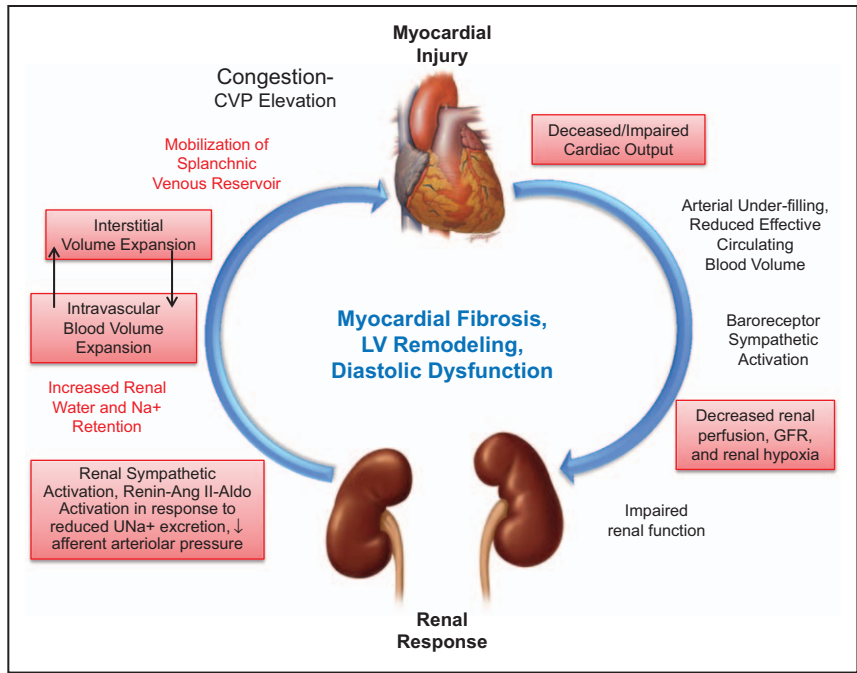 Myocardial
Injury
Congestion-
CVP Elevation
Mobilization of
Splanchnic
Venous Reservoir
Interstitial
Volume Expansion
Intravascular
Blood Volume
Expansion
Increased Renal
Water and Na+
Retention
Renal Sympathetic
Activation, Renin-Ang II-Aldo
Activation in response to
reduced UNa+ excretion, ↓
afferent arteriolar pressure
Myocardial Fibrosis,
LV Remodeling,
Diastolic Dysfunction
Deceased/Impaired
Cardiac Output
Arterial Under-filling,
Reduced Effective
Circulating
Blood Volume
Baroreceptor
Sympathetic
Activation
Decreased renal
perfusion, GFR,
and renal hypoxia
Impaired
renal function
Renal
Response